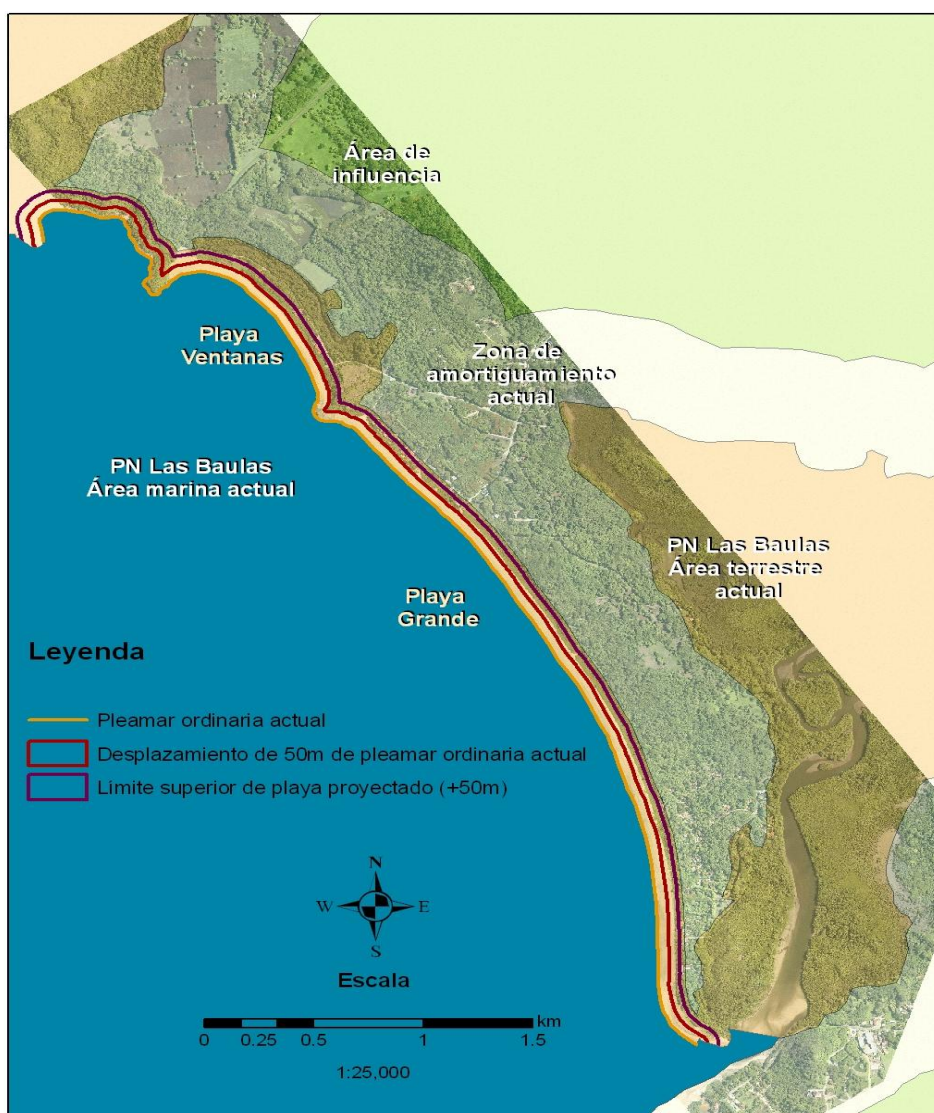 Área de
influencia
Playa
Ventanas
Zona de
amortiguamiento
actual
PN Las Baulas
Área marina actual
PN Las Baulas
Área terrestre
actual
Playa
Grande
Leyenda
Pleamar ordinaria actual
Desplazamiento de 50m de pleamar ordinaria actual
Límite superior de playa proyectado (+50m)
N
W E
S
Escala
km
0 0.25 0.5 1 1.5
1:25,000